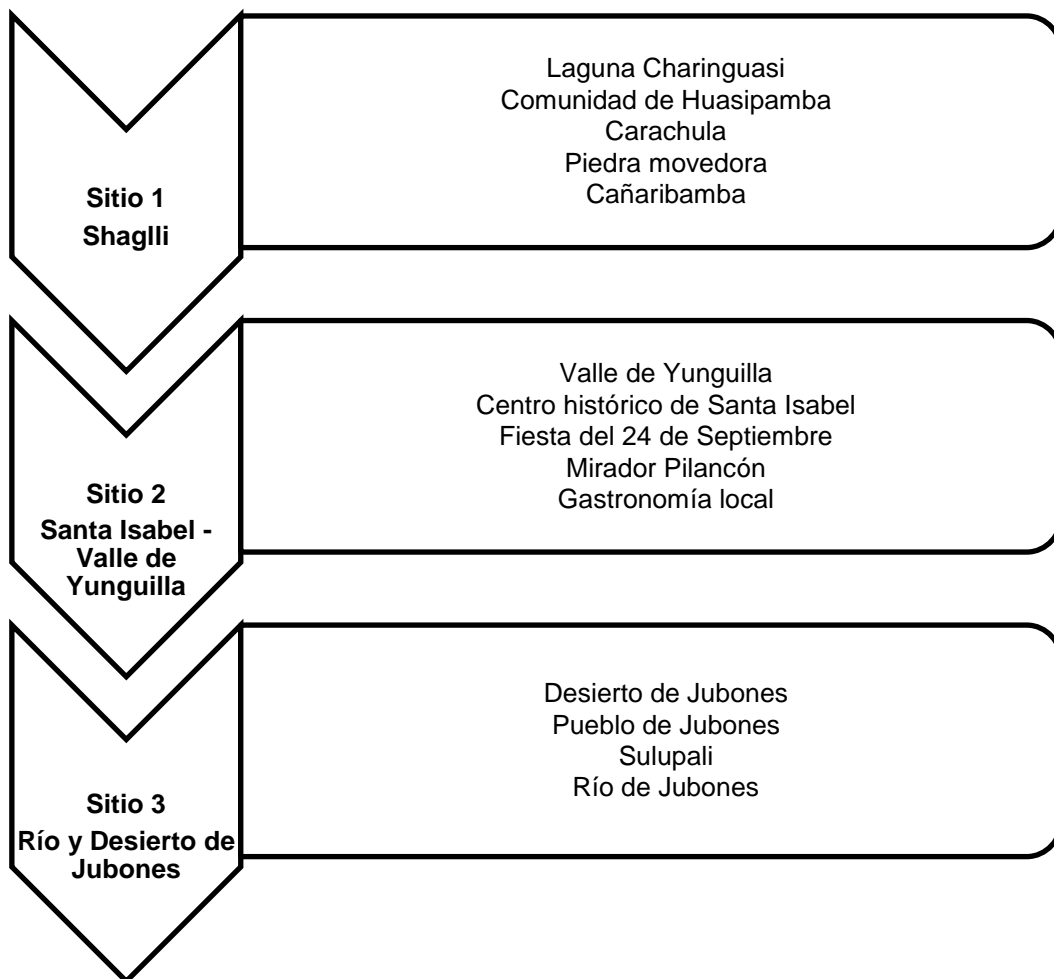 Sitio 1
Shaglli
Laguna Charinguasi
Comunidad de Huasipamba
Carachula
Piedra movedora
Cañaribamba
Sitio 2
Santa Isabel -
Valle de
Yunguilla
Valle de Yunguilla
Centro histórico de Santa Isabel
Fiesta del 24 de Septiembre
Mirador Pilancón
Gastronomía local
Sitio 3
Río y Desierto de
Jubones
Desierto de Jubones
Pueblo de Jubones
Sulupali
Río de Jubones